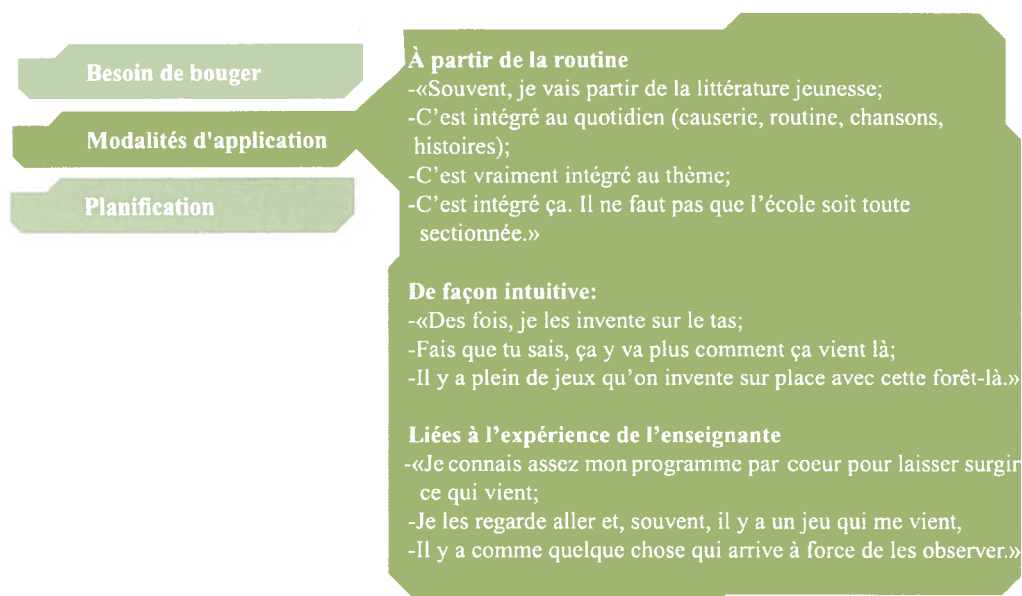 Besoin de bouger
Modalités d'application
Planification
À partir de la routine
-«Souvent, je vais partir de la littérature jeunesse;
-C'est intégré au quotidien (causerie, routine, chansons,
histoires);
-C'est vraiment intégré au thème;
-C'est intégré ça. Il ne faut pas que l'école soit toute
sectionnée.»
De façon intuitive:
-«Des fois, je les invente sur le tas;
-Fais que tu sais, ça y va plus comment ça vient là;
-Il y a plein de jeux qu'on invente sur place avec cette forêt-là.»
Liées à l'expérience de l'enseignante
-«Je connais assez mon programme par coeur pour laisser surgir
ce qui vient;
-Je les regarde aller et, souvent, il y a un jeu qui me vient,
-Il y a comme quelque chose qui arrive à force de les observer.»